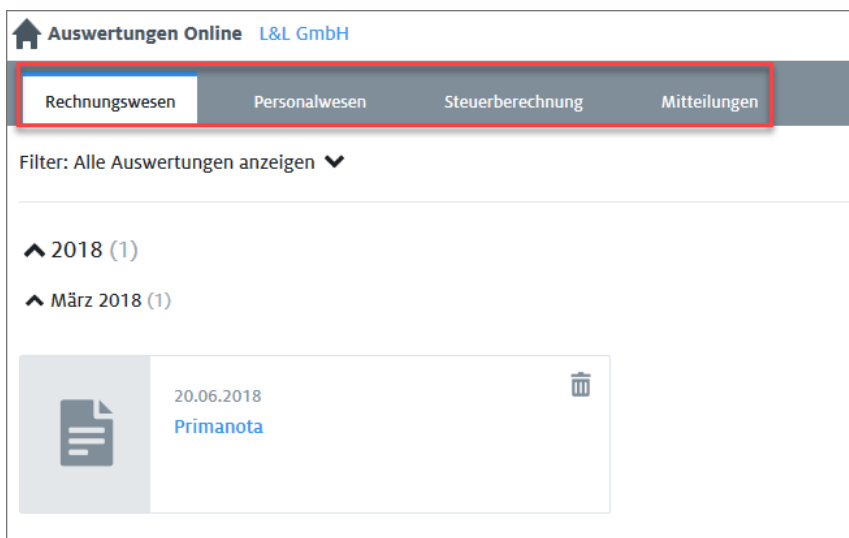 Auswertungen Online L&L GmbH
Rechnungswesen Personalwesen Steuerberechnung Mitteilungen
Filter: Alle Auswertungen anzeigen
2018 (1)
März 2018 (1)
20.06.2018
Primanota